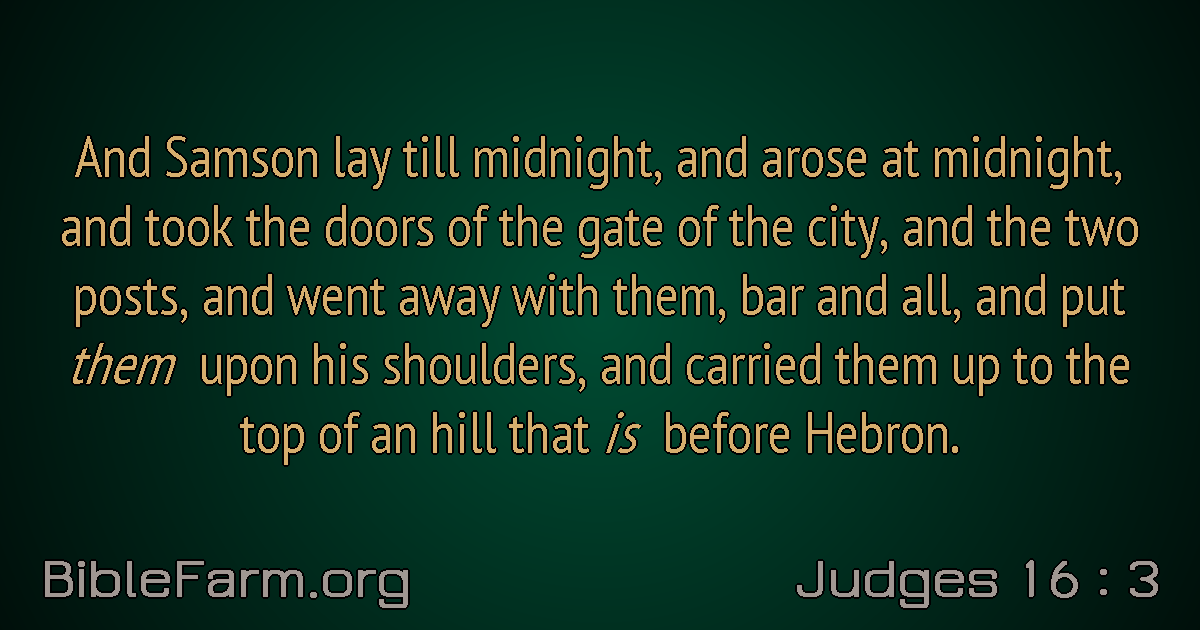 And Samson lay till midnight, and arose at midnight,
and took the doors of the gate of the city, and the two
posts, and went away with them, bar and all, and put
them upon his shoulders, and carried them up to the
top of an hill that is before Hebron.
BibleFarm.org
Judges 16 : 3